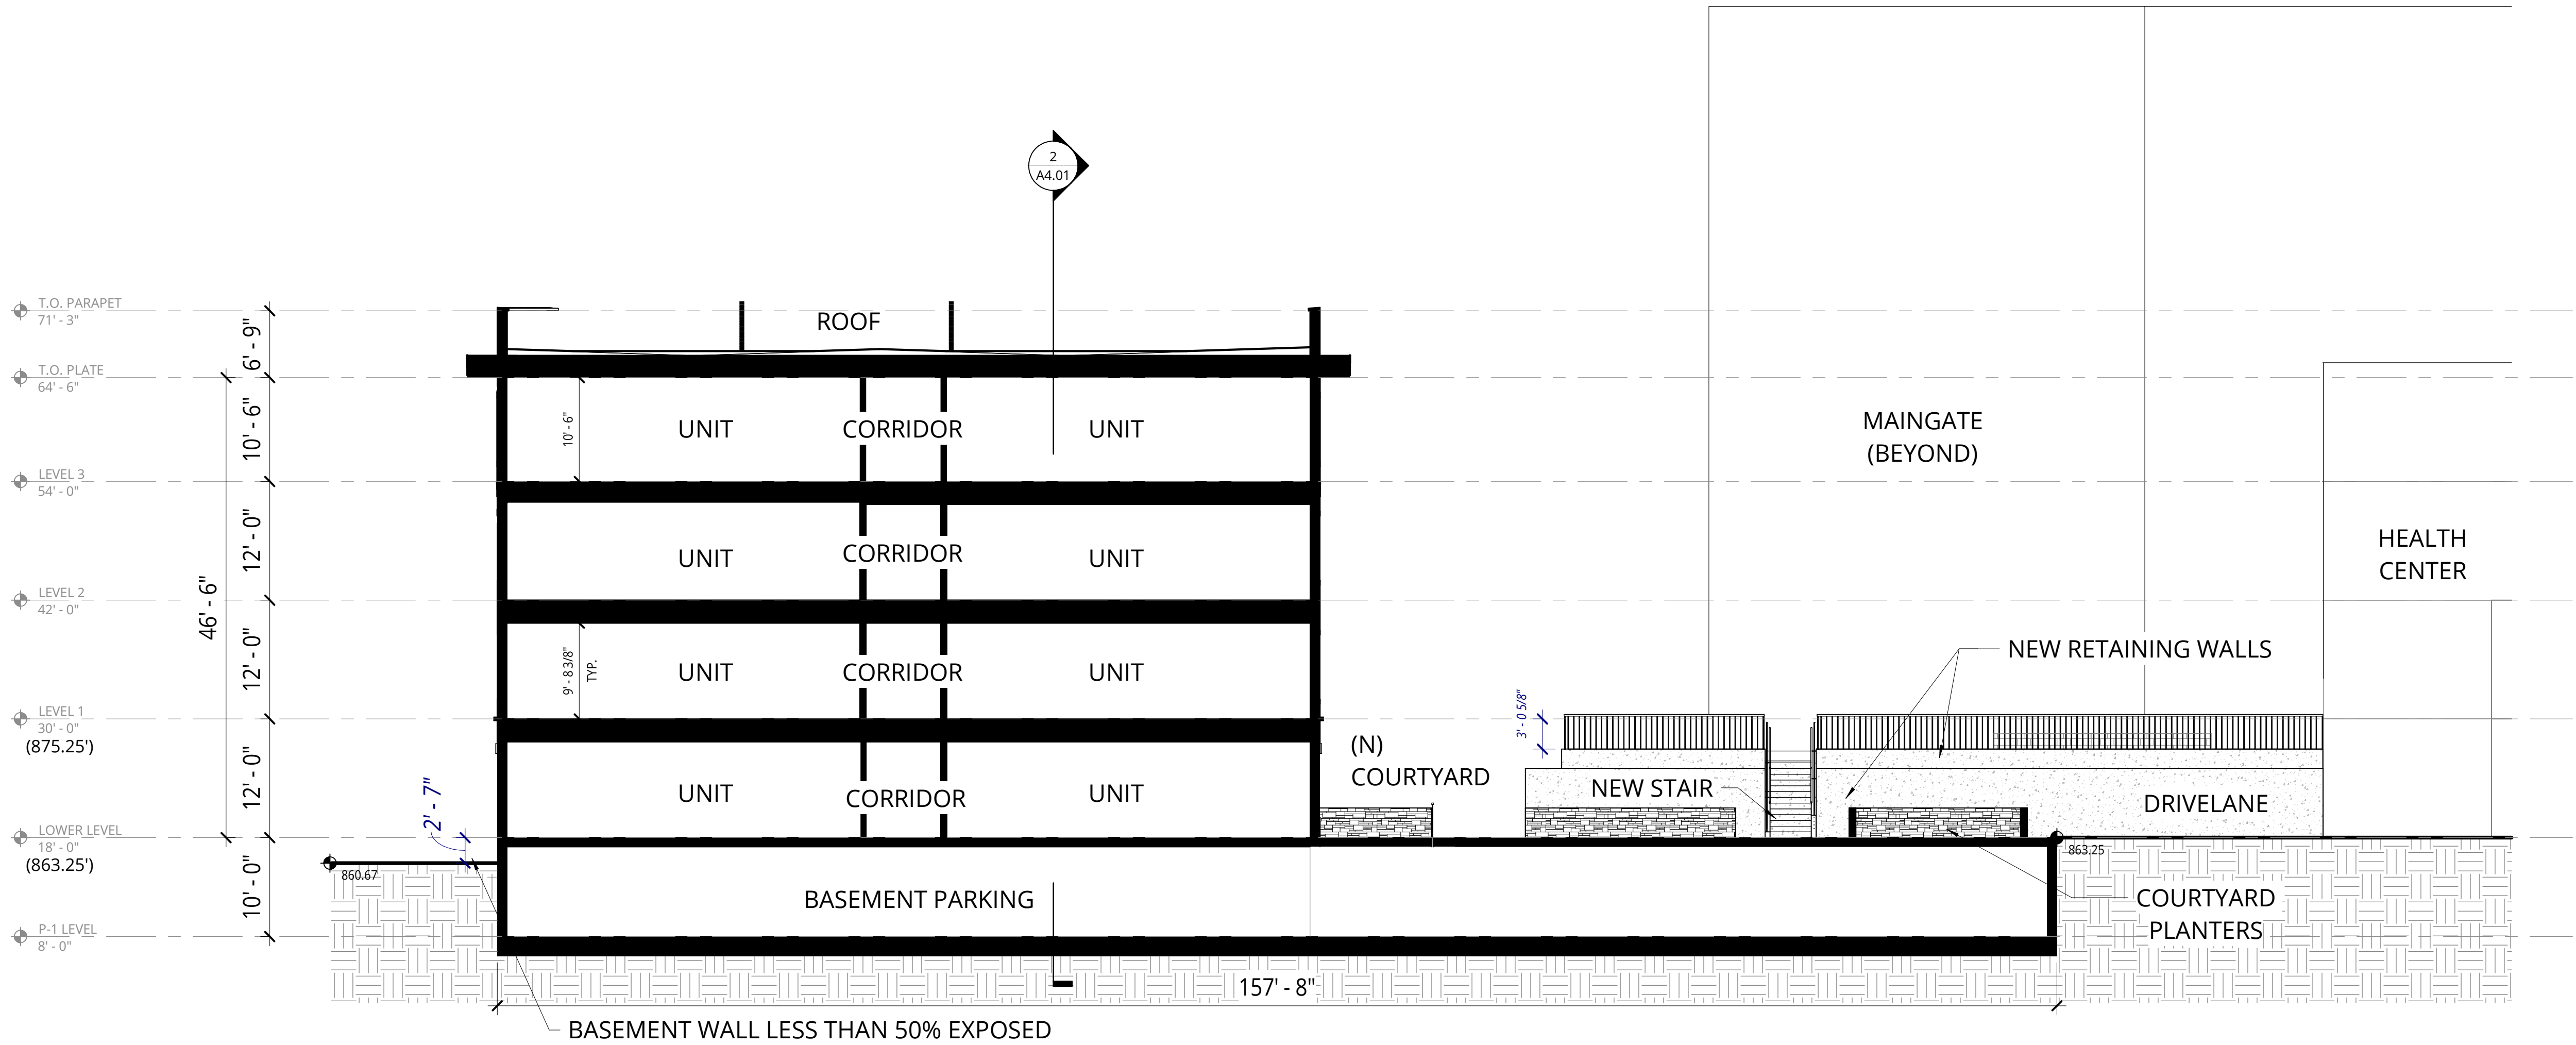 2
A4.01
T.O. PARAPET
71' - 3"
6' - 9"
ROOF
T.O. PLATE
64' - 6"
10' - 6"
10' - 6"
UNIT
CORRIDOR
UNIT
MAINGATE
(BEYOND)
LEVEL 3
54' - 0"
12' - 0"
UNIT
CORRIDOR
UNIT
HEALTH
CENTER
LEVEL 2
42' - 0"
46' - 6"
12' - 0"
9' - 8 3/8"
TYP.
UNIT
CORRIDOR
UNIT
NEW RETAINING WALLS
LEVEL 1
30' - 0"
(875.25')
3' - 0 5/8"
(N)
COURTYARD
12' - 0"
UNIT
CORRIDOR
UNIT
NEW STAIR
DRIVELANE
2' - 7"
LOWER LEVEL
18' - 0"
(863.25')
863.25
860.67
10' - 0"
BASEMENT PARKING
COURTYARD
PLANTERS
P-1 LEVEL
8' - 0"
157' - 8"
BASEMENT WALL LESS THAN 50% EXPOSED